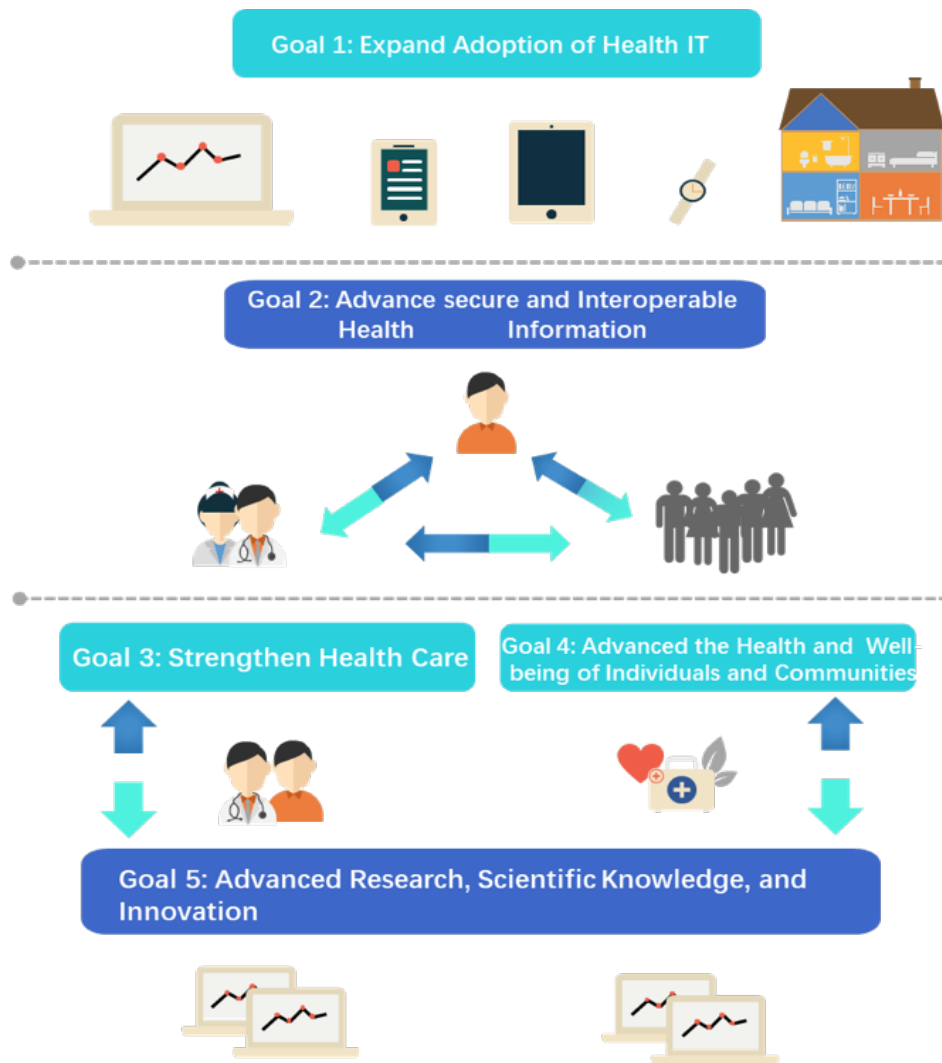 Goal 1: Expand Adoption of Health IT
Goal 2: Advance secure and Interoperable
Health Information
Goal 3: Strengthen Health Care
Goal 4: Advanced the Health and Well-
being of Individuals and Communities
Goal 5: Advanced Research, Scientific Knowledge, and
Innovation